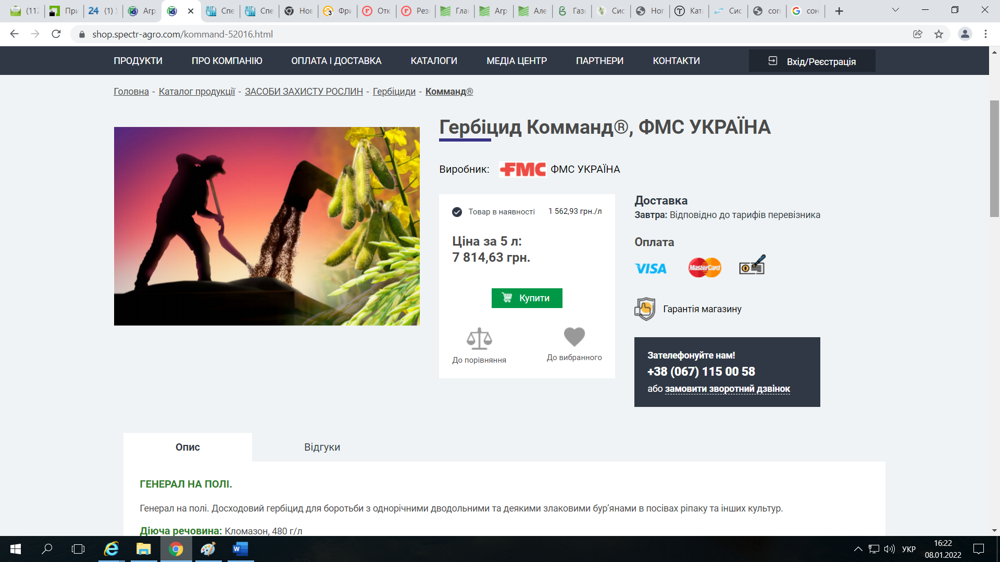 (112
При
24 (1) У
Агр
Спе
Спе
Нов
Фри
Отк
Рез
Гла
Агр
Але
Газо
Сис
Ног
Ката
Сис
corr
сон
shop.spectr-agro.com/kommand-52016.html
ПРОДУКТИ ПРО КОМПАНІЮ ОПЛАТА І ДОСТАВКА КАТАЛОГИ МЕДІА ЦЕНТР ПАРТНЕРИ КОНТАКТИ Вхід/Реєстрація
Головна - Каталог продукції - ЗАСОБИ ЗАХИСТУ РОСЛИН - Гербіциди - Комманд®
Гербіцид Комманд®, ФМС УКРАЇНА
Виробник: FMC ФМС УКРАЇНА
Товар в наявності 1 562,93 грн./л
Ціна за 5 л:
7 814,63 грн.
Купити
До порівняння До вибранного
Доставка
Завтра: Відповідно до тарифів перевізника
Оплата
VISA MasterCard
Гарантія магазину
Зателефонуйте нам!
+38 (067) 115 00 58
або замовити зворотний дзвінок
Опис Відгуки
ГЕНЕРАЛ НА ПОЛІ.
Генерал на полі. Досходовий гербіцид для боротьби з однорічними дводольними та деякими злаковими бур’янами в посівах ріпаку та інших культур.
Діюча речовина: Кломазон, 480 г/л
УКР
16:22
08.01.2022